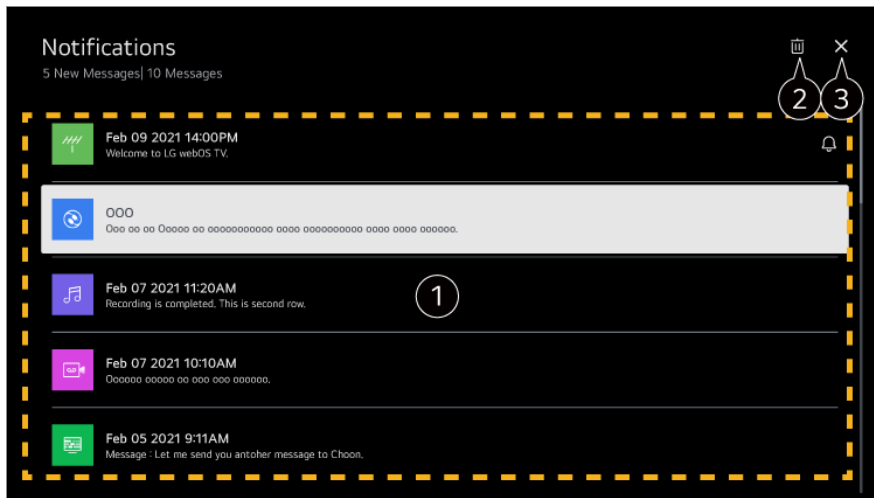 Notifications
5 New Messages| 10 Messages
2 3
Feb 09 2021 14:00PM
Welcome to LG webOS TV.
OOO
Ooo oo oo Ooooo oo ooooooooooo oooo oooooooooo oooo oooo oooooo.
Feb 07 2021 11:20AM
Recording is completed. This is second row.
1
Feb 07 2021 10:10AM
Oooooo ooooo oo ooo ooo oooooo.
Feb 05 2021 9:11AM
Message : Let me send you antoher message to Choon.